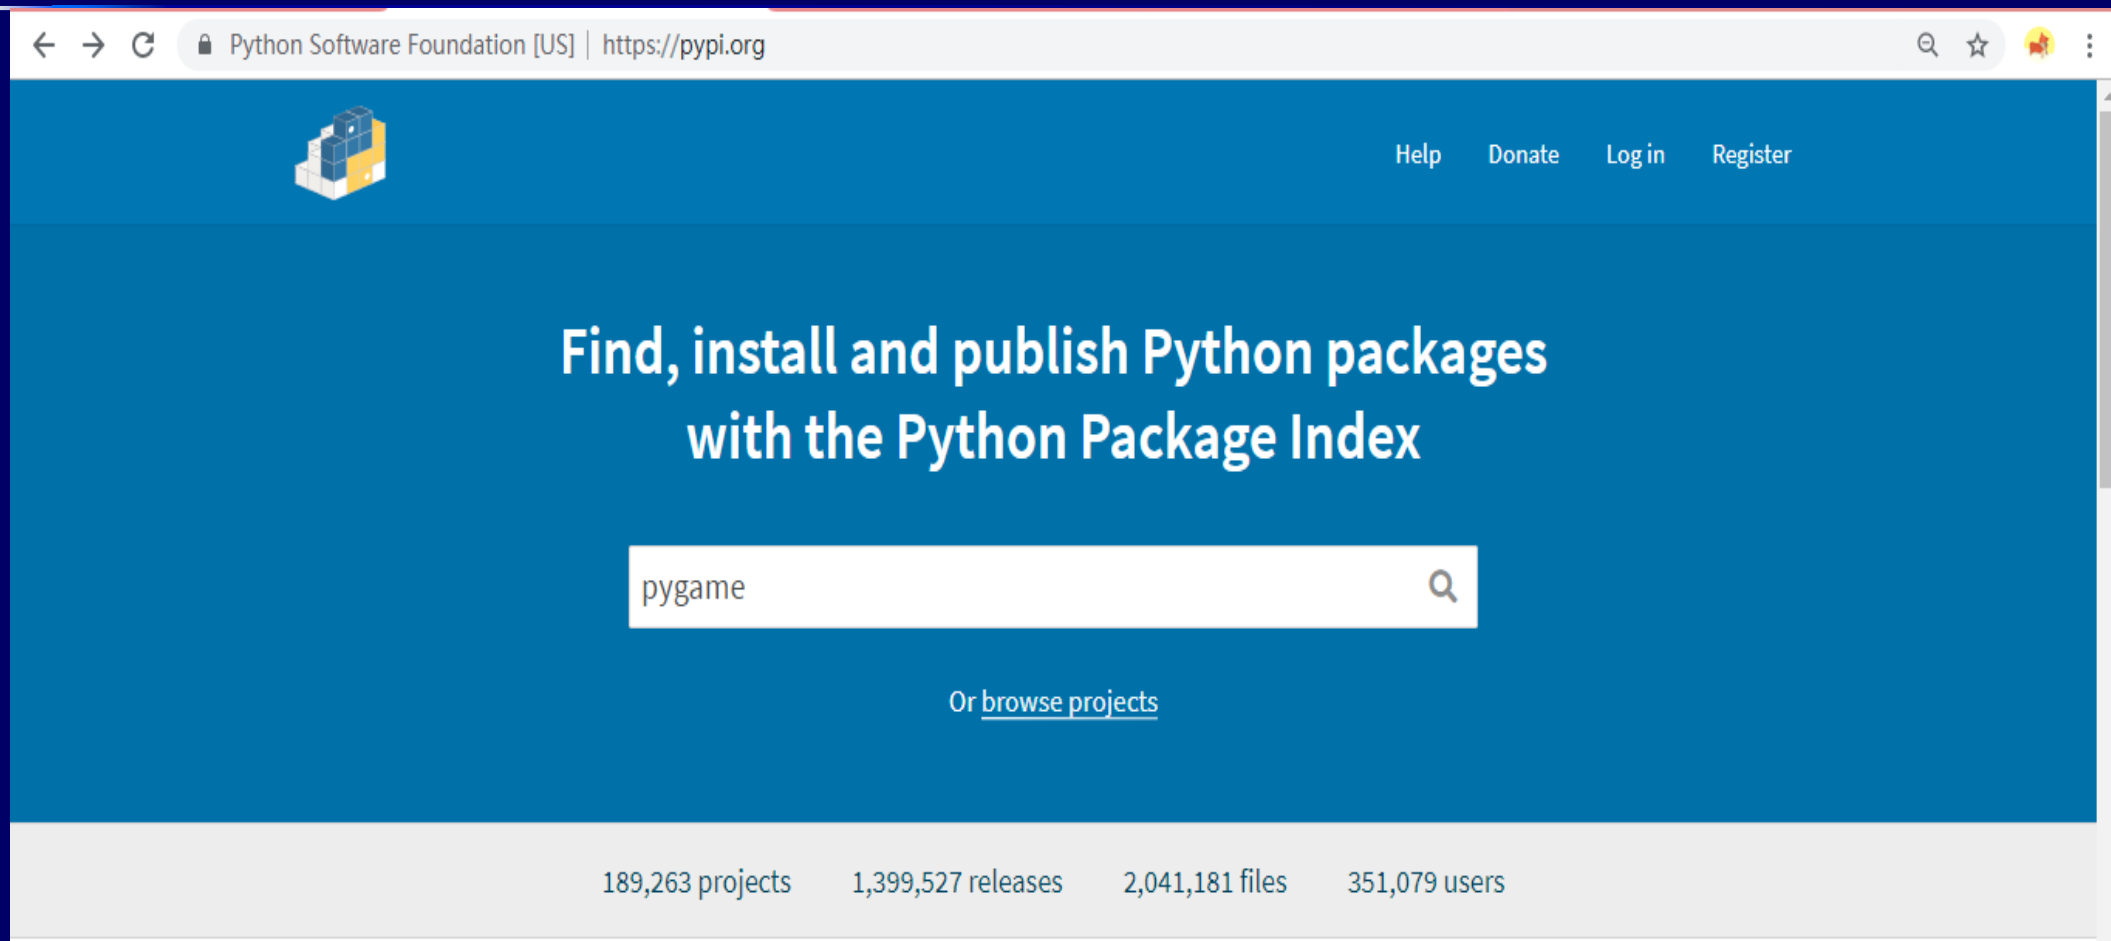 Python Software Foundation [US] | https://pypi.org
Help Donate Log in Register
Find, install and publish Python packages
with the Python Package Index
pygame
Or browse projects
189,263 projects 1,399,527 releases 2,041,181 files 351,079 users